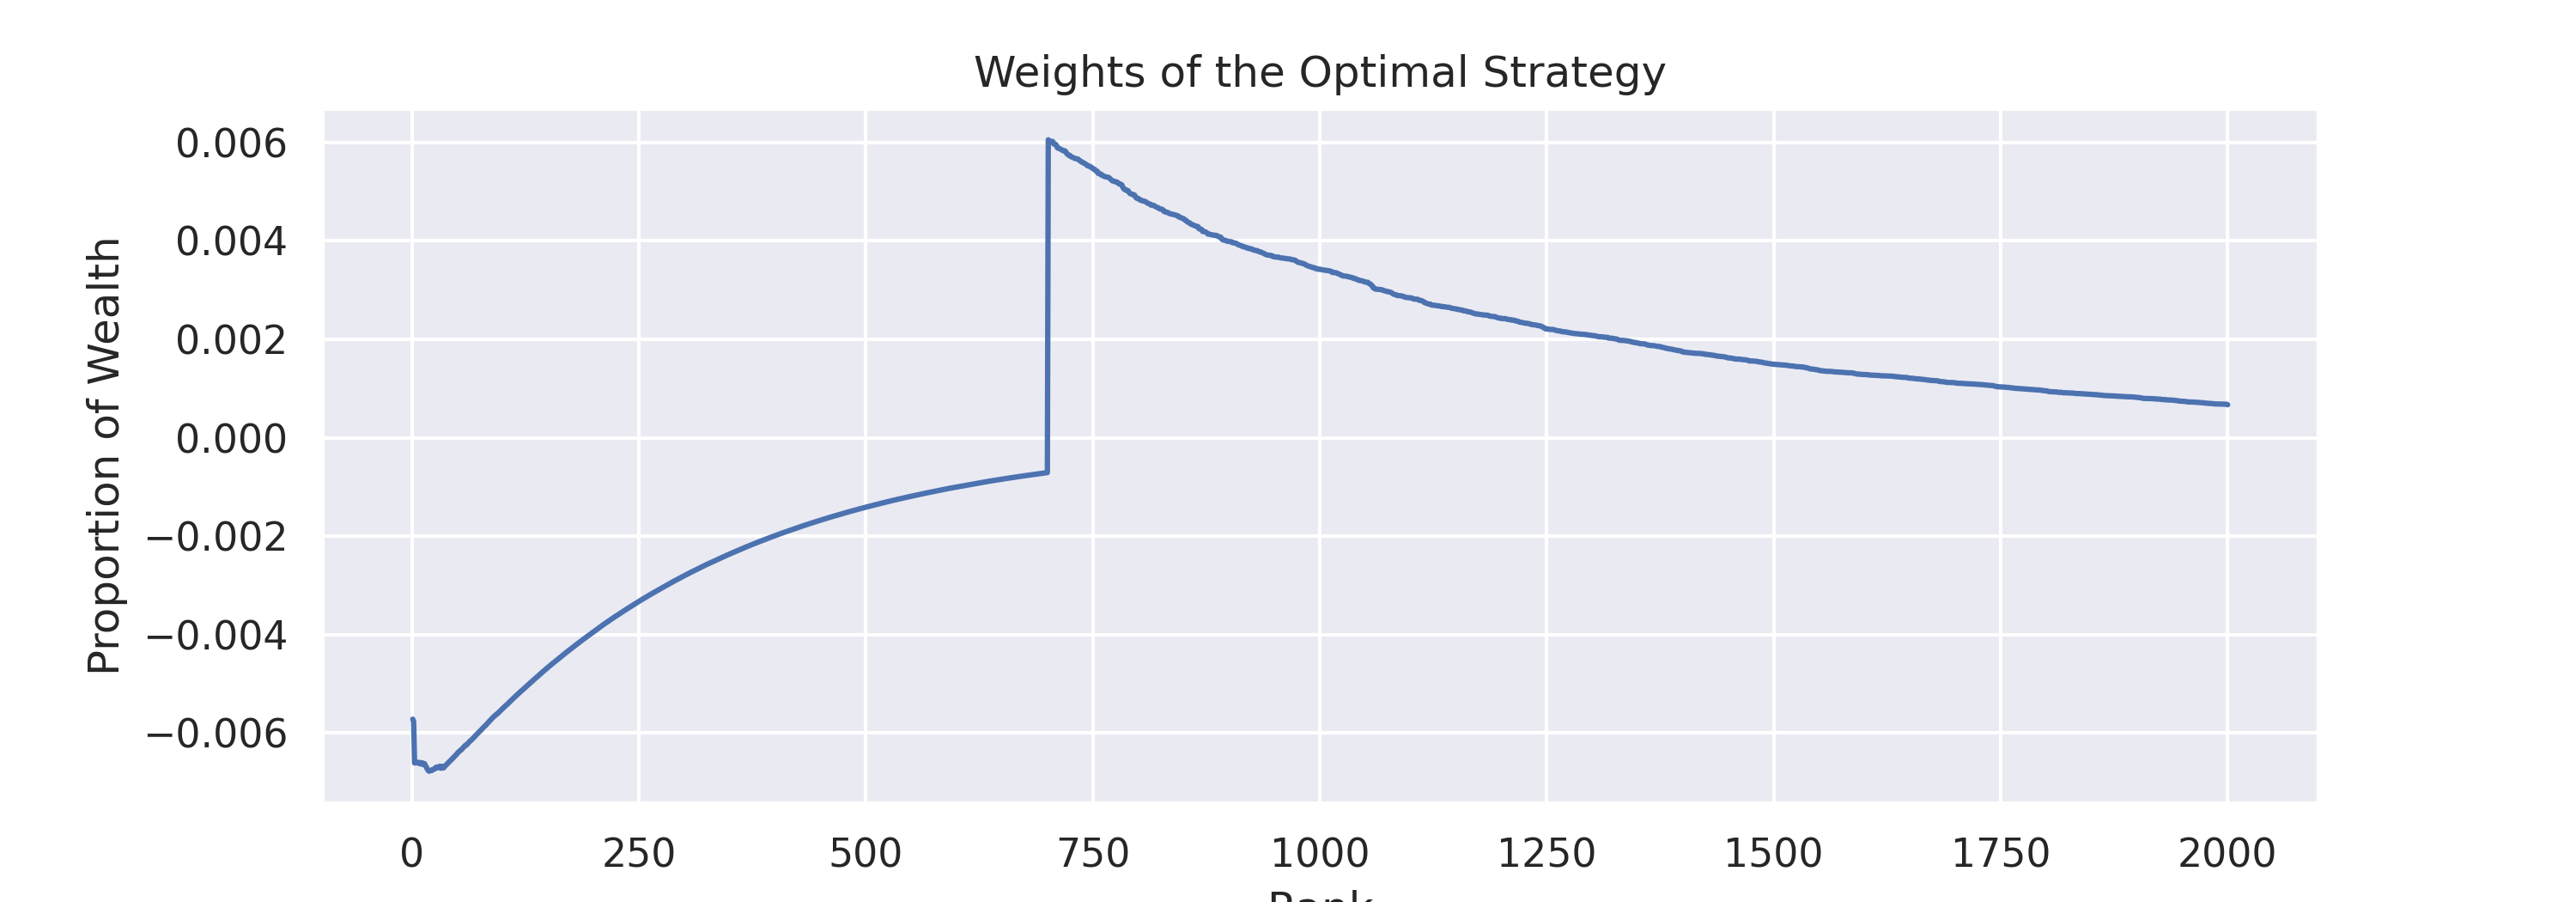 Weights of the Optimal Strategy
Proportion of Wealth
0.006
0.004
0.002
0.000
−0.002
−0.004
−0.006
0 250 500 750 1000 1250 1500 1750 2000
Rank